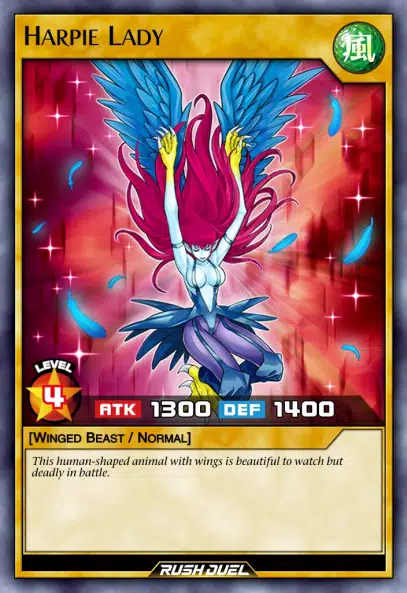 HARPIE LADY
風
LEVEL
4
ATK 1300 DEF 1400
[WINGED BEAST / NORMAL]
This human-shaped animal with wings is beautiful to watch but
deadly in battle.
RUSH DUEL